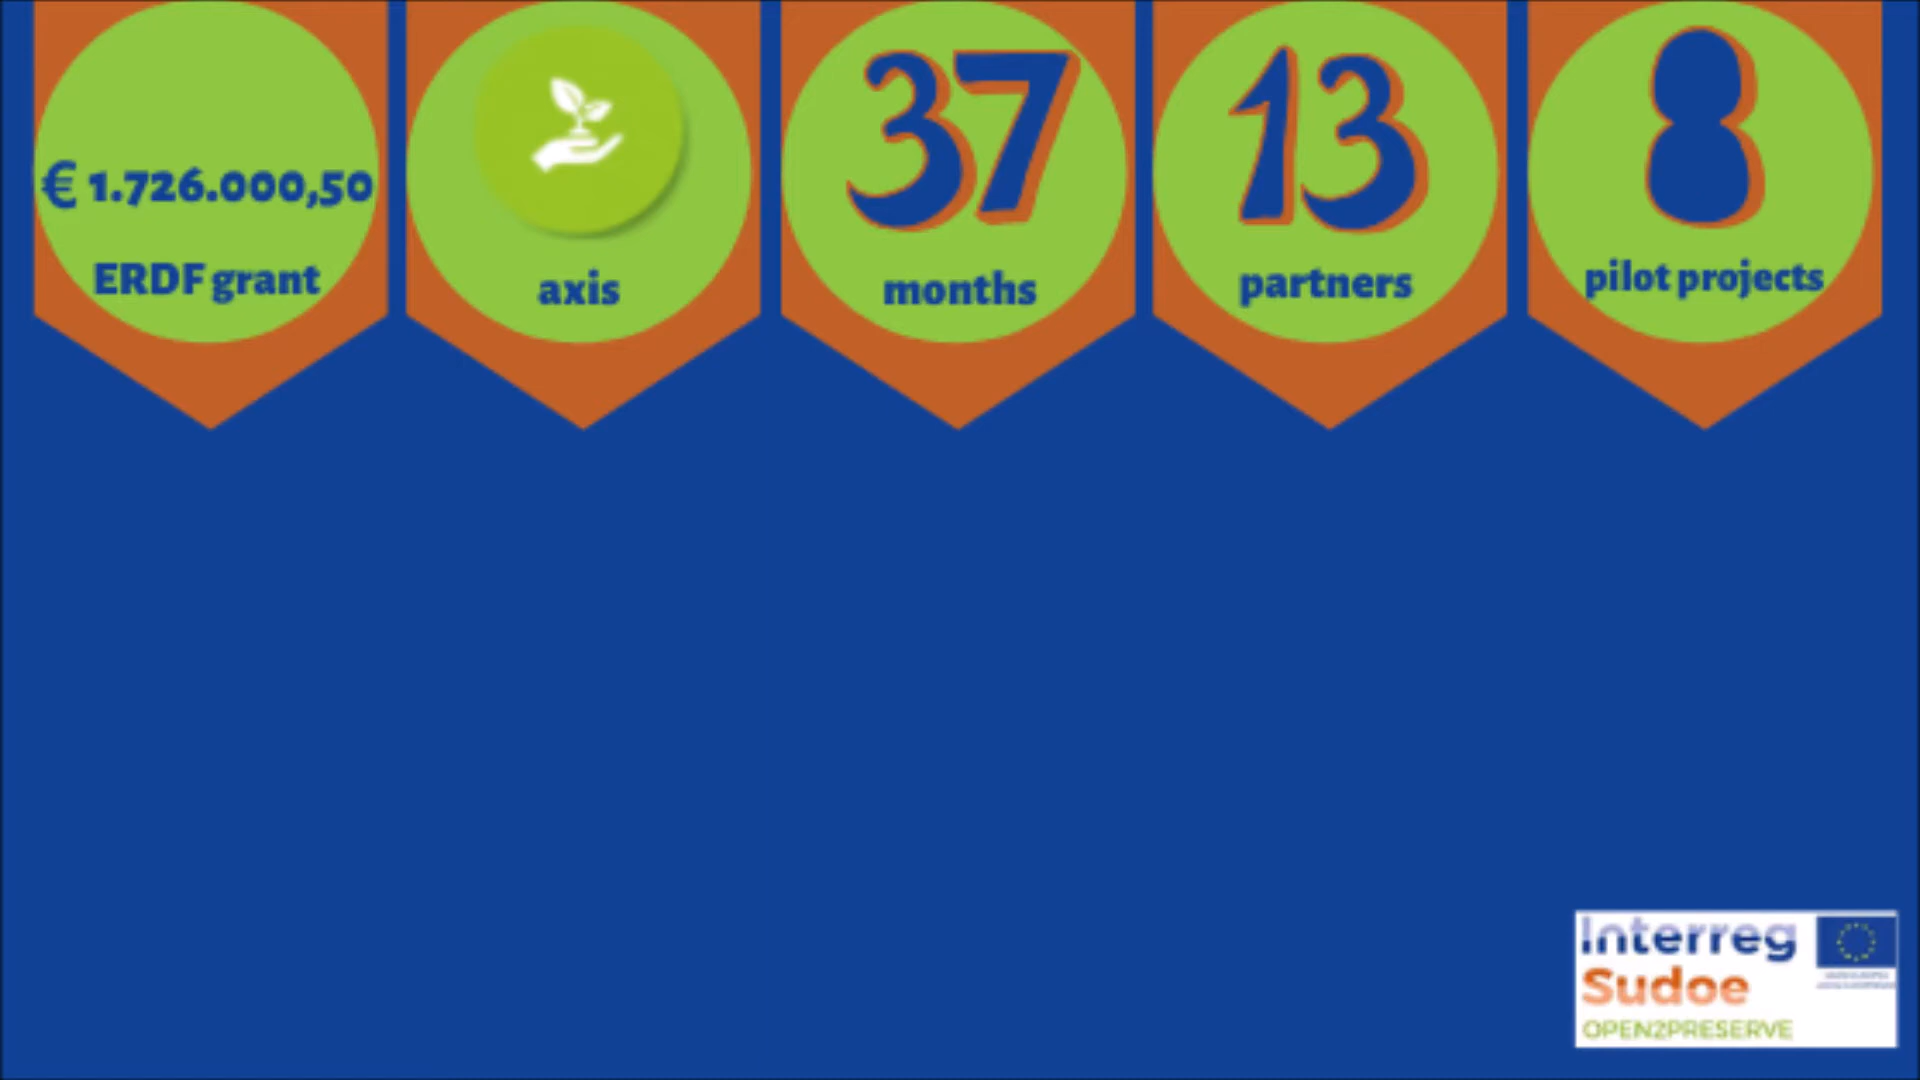 € 1.726.000,50
ERDF grant
axis
37
months
13
partners
8
pilot projects
Interreg
Sudoe
OPEN2PRESERVE